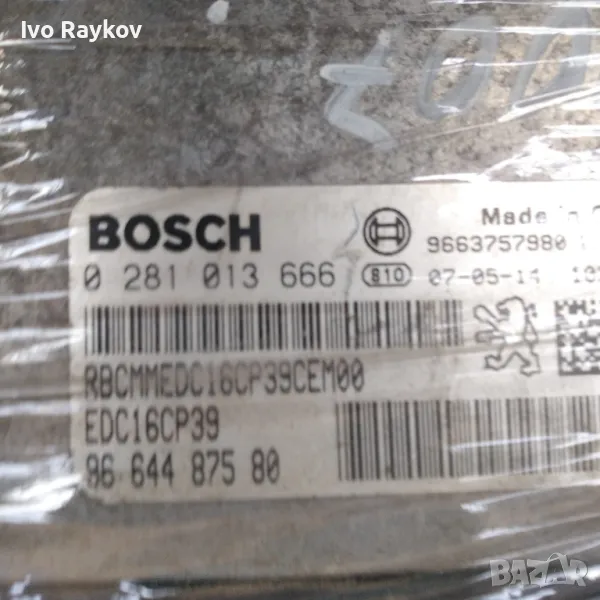 Ivo Raykov
BOSCH
Made in
9663757980
0 281 013 666
810 07-05-14
RBCMMEDC16CP39CEM00
EDC16CP39
96 644 875 80
BAZAR